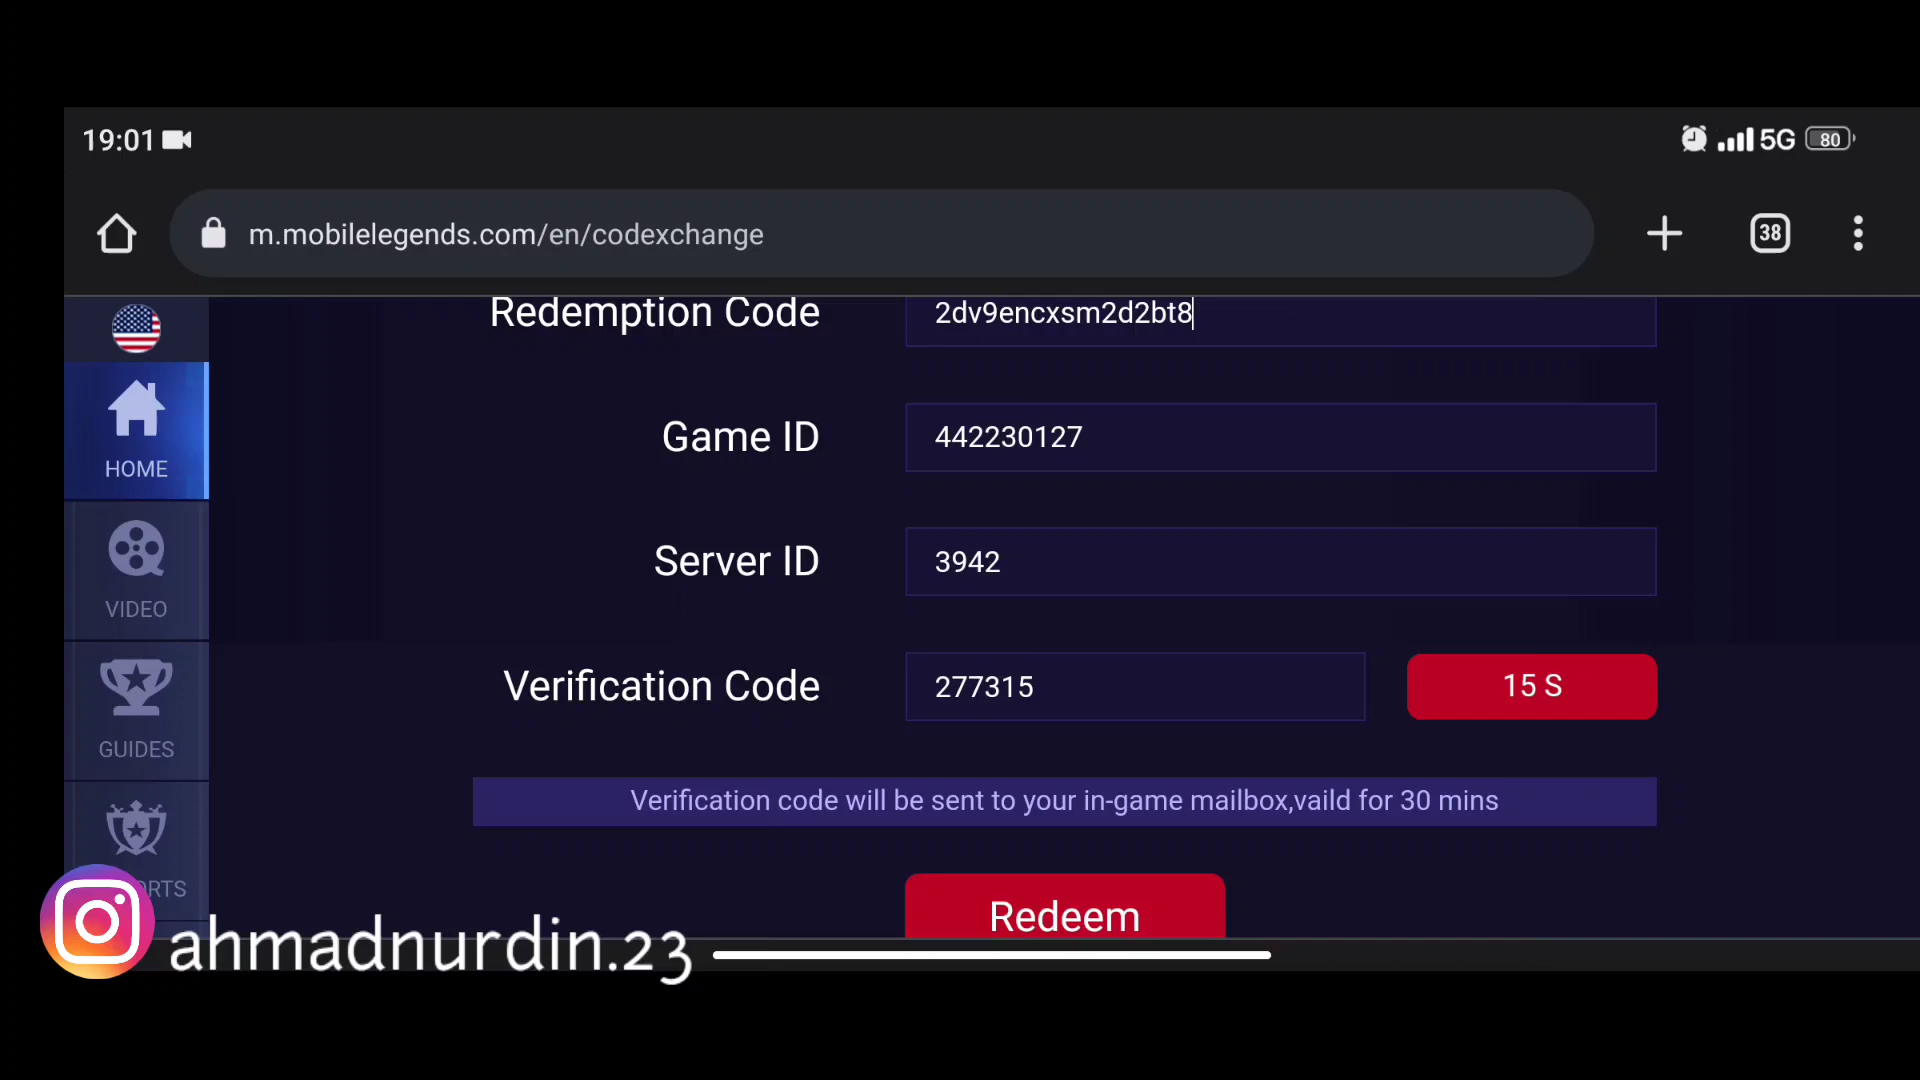 19:01
5G 80
m.mobilelegends.com/en/codexchange
38
Redemption Code 2dv9encxsm2d2bt8
Game ID 442230127
HOME
Server ID 3942
VIDEO
Verification Code 277315 15 S
GUIDES
Verification code will be sent to your in-game mailbox,vaild for 30 mins
RTS
Redeem
ahmadnurdin.23